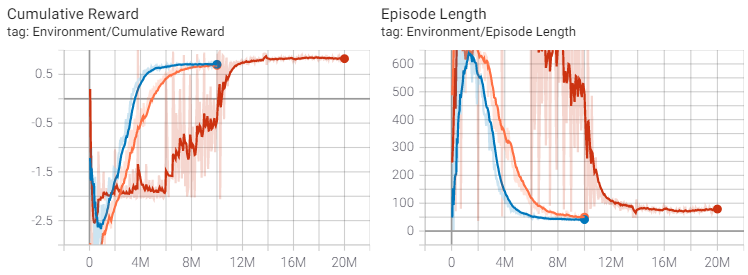 Cumulative Reward
tag: Environment/Cumulative Reward
0.5
-0.5
-1.5
-2.5
0 4M 8M 12M 16M 20M
Episode Length
tag: Environment/Episode Length
600
500
400
300
200
100
0
0 4M 8M 12M 16M 20M